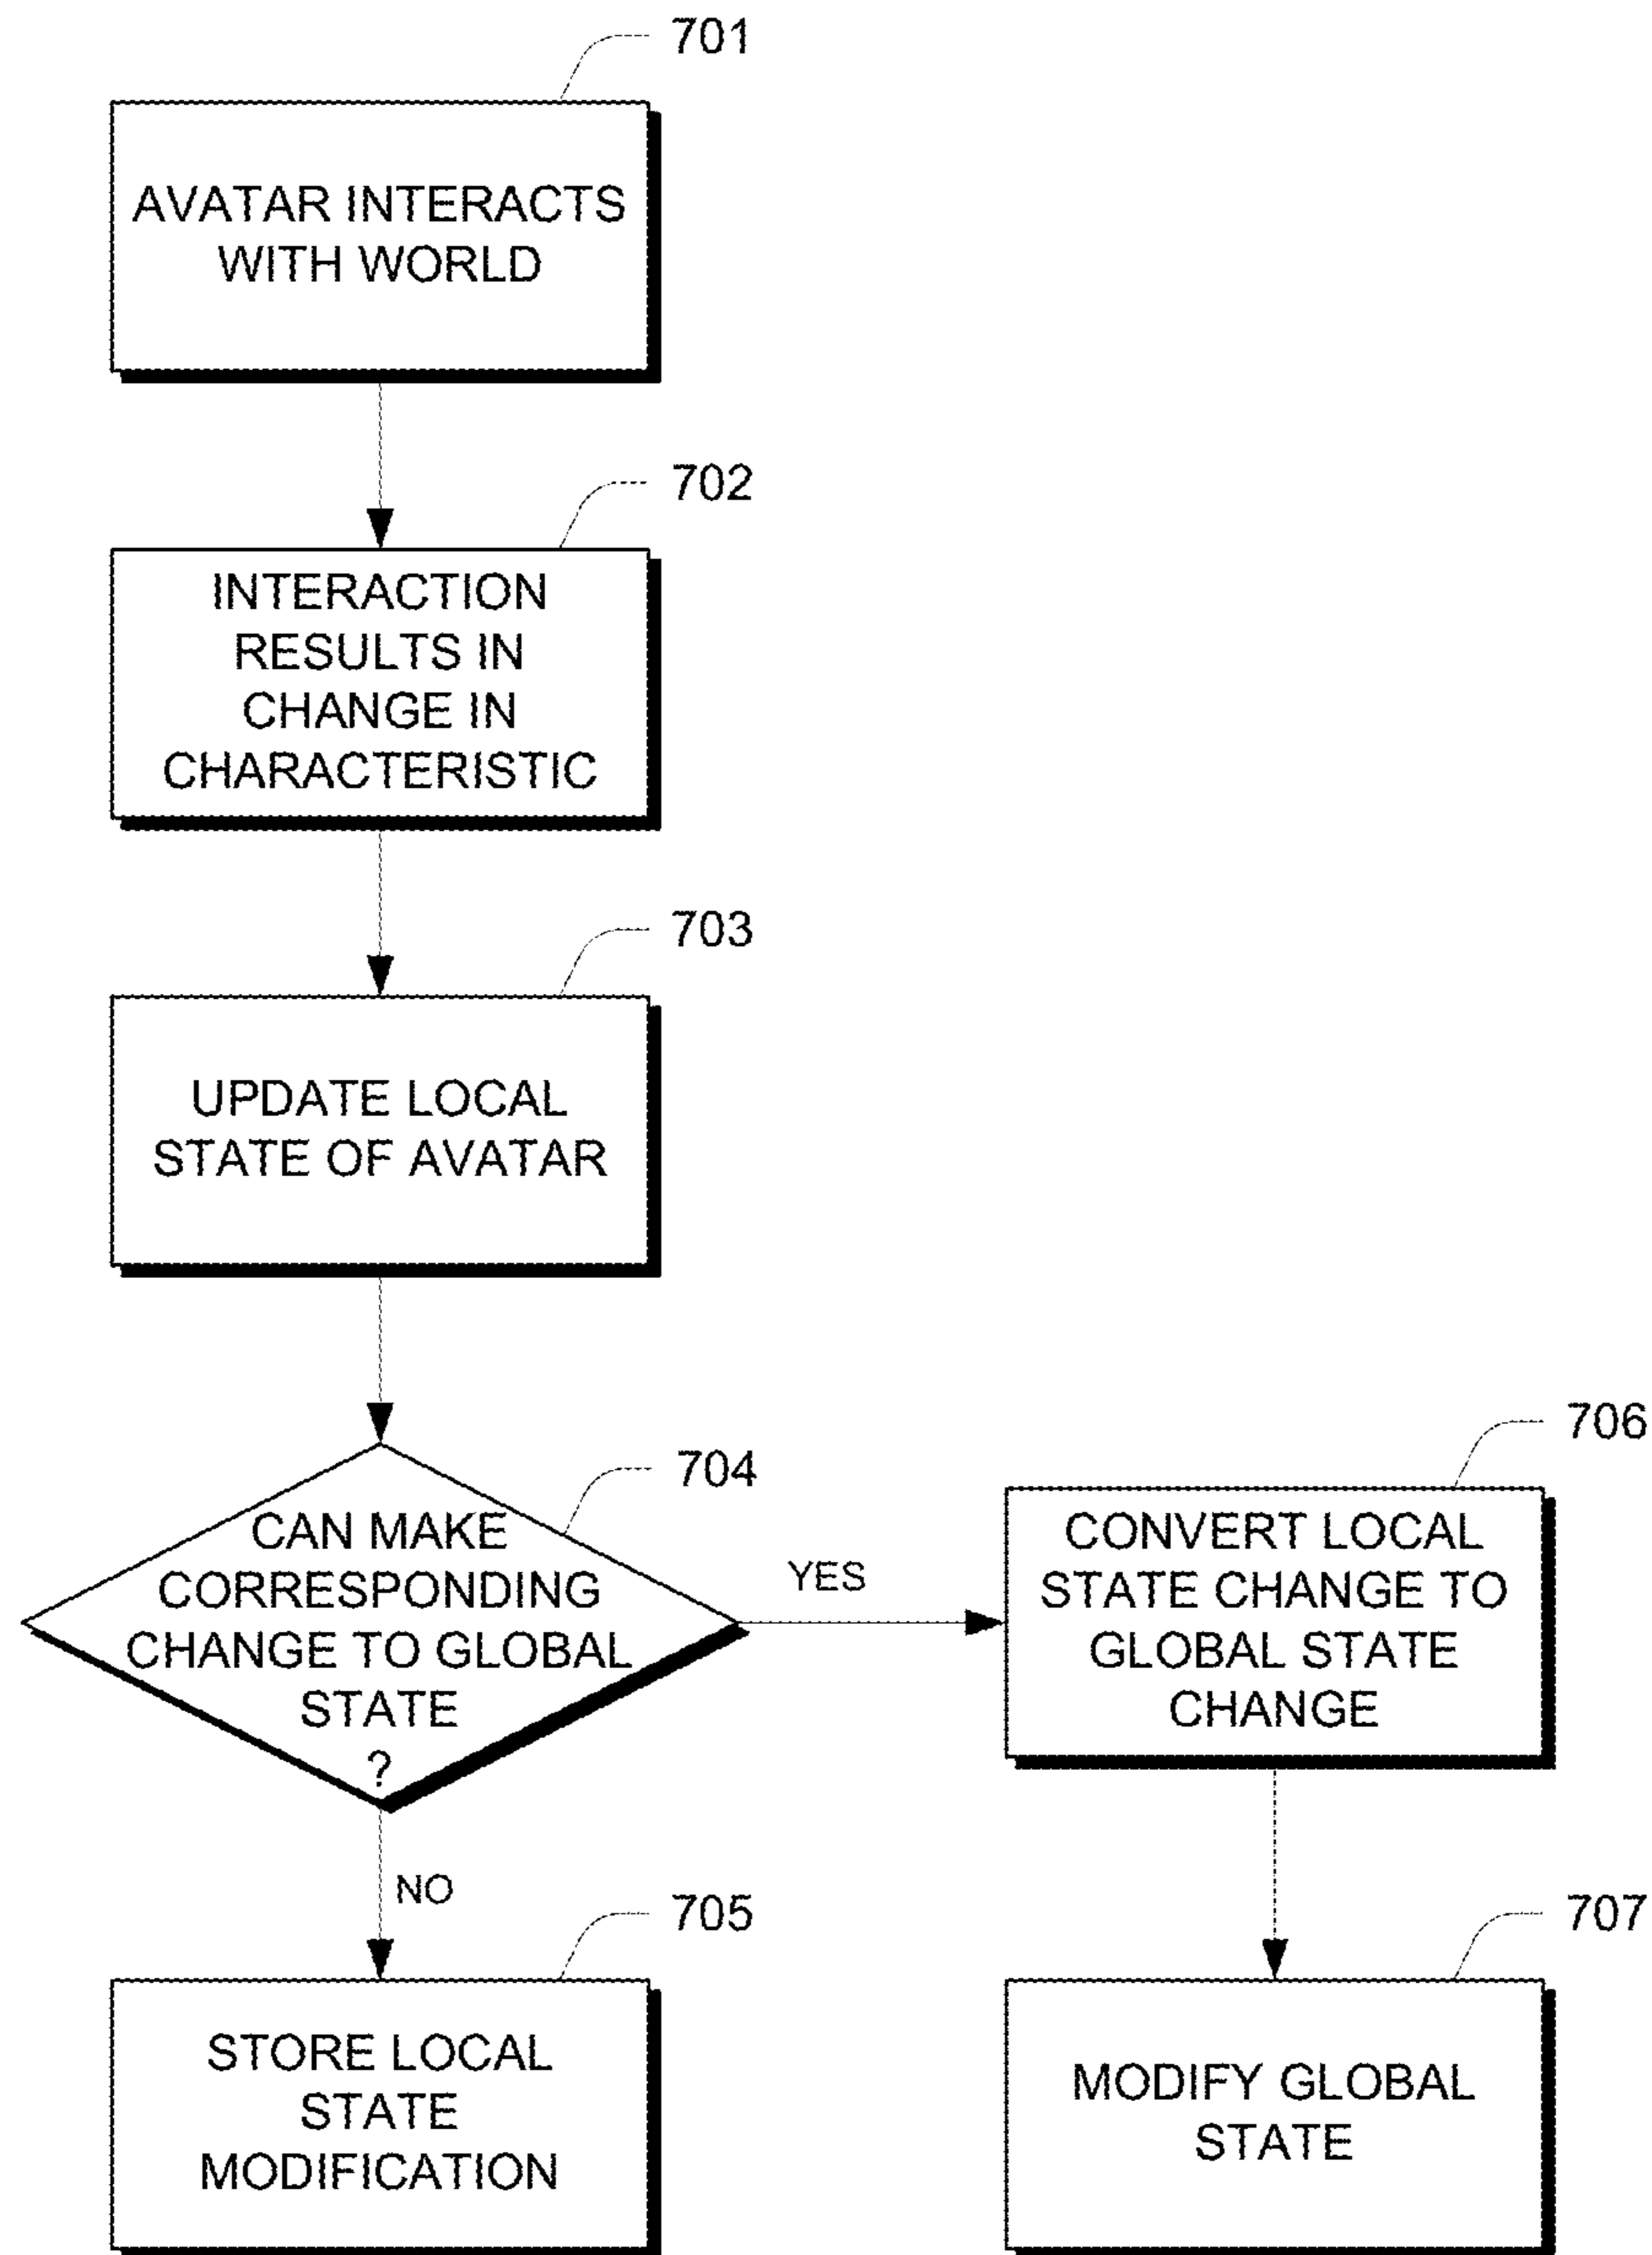 701
AVATAR INTERACTS
WITH WORLD
702
INTERACTION
RESULTS IN
CHANGE IN
CHARACTERISTIC
703
UPDATE LOCAL
STATE OF AVATAR
704
CAN MAKE
CORRESPONDING
CHANGE TO GLOBAL
STATE
?
YES
706
CONVERT LOCAL
STATE CHANGE TO
GLOBAL STATE
CHANGE
NO
705
STORE LOCAL
STATE
MODIFICATION
707
MODIFY GLOBAL
STATE